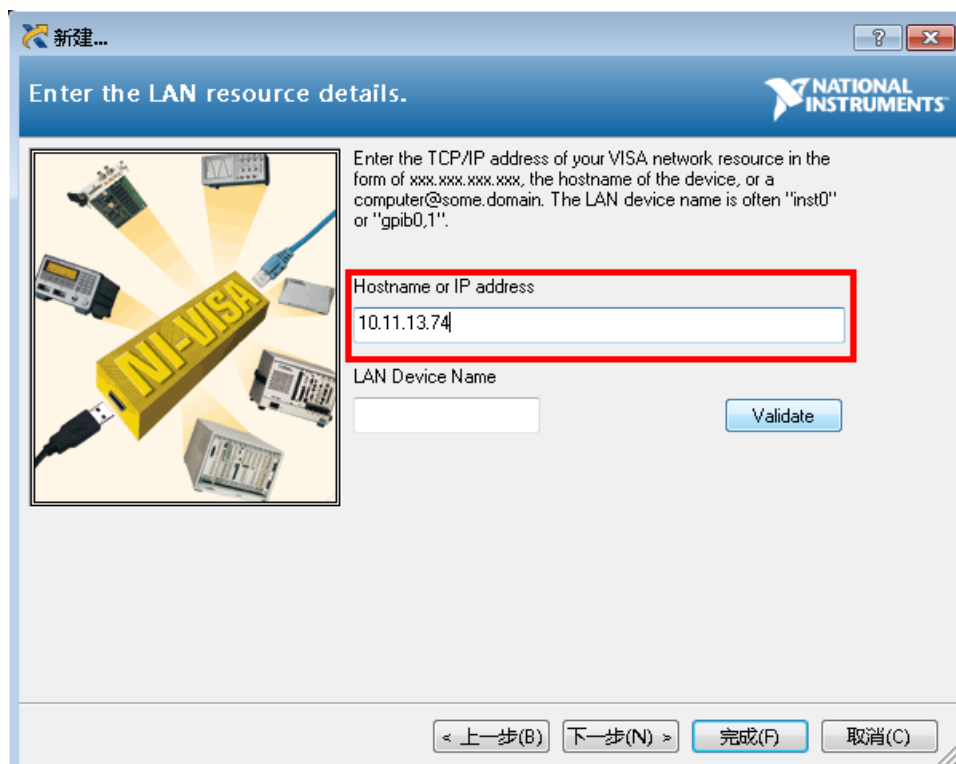 新建...
Enter the LAN resource details.
NATIONAL
INSTRUMENTS
Enter the TCP/IP address of your VISA network resource in the
form of xxx.xxx.xxx.xxx, the hostname of the device, or a
computer@some.domain. The LAN device name is often "inst0"
or "gpib0,1".
NI-VISA
Hostname or IP address
10.11.13.74
LAN Device Name
Validate
< 上一步(B)
下一步(N) >
完成(F)
取消(C)